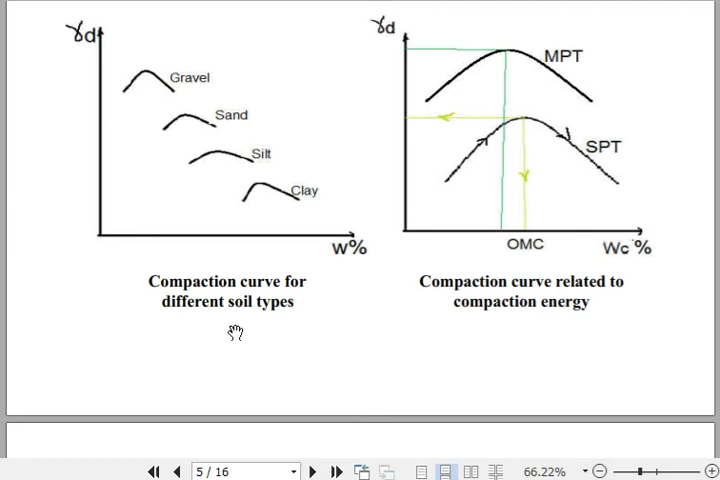 γd
Gravel
Sand
Silt
Clay
w%
Compaction curve for
different soil types
γd
MPT
SPT
OMC
Wc %
Compaction curve related to
compaction energy
5 / 16
66.22%